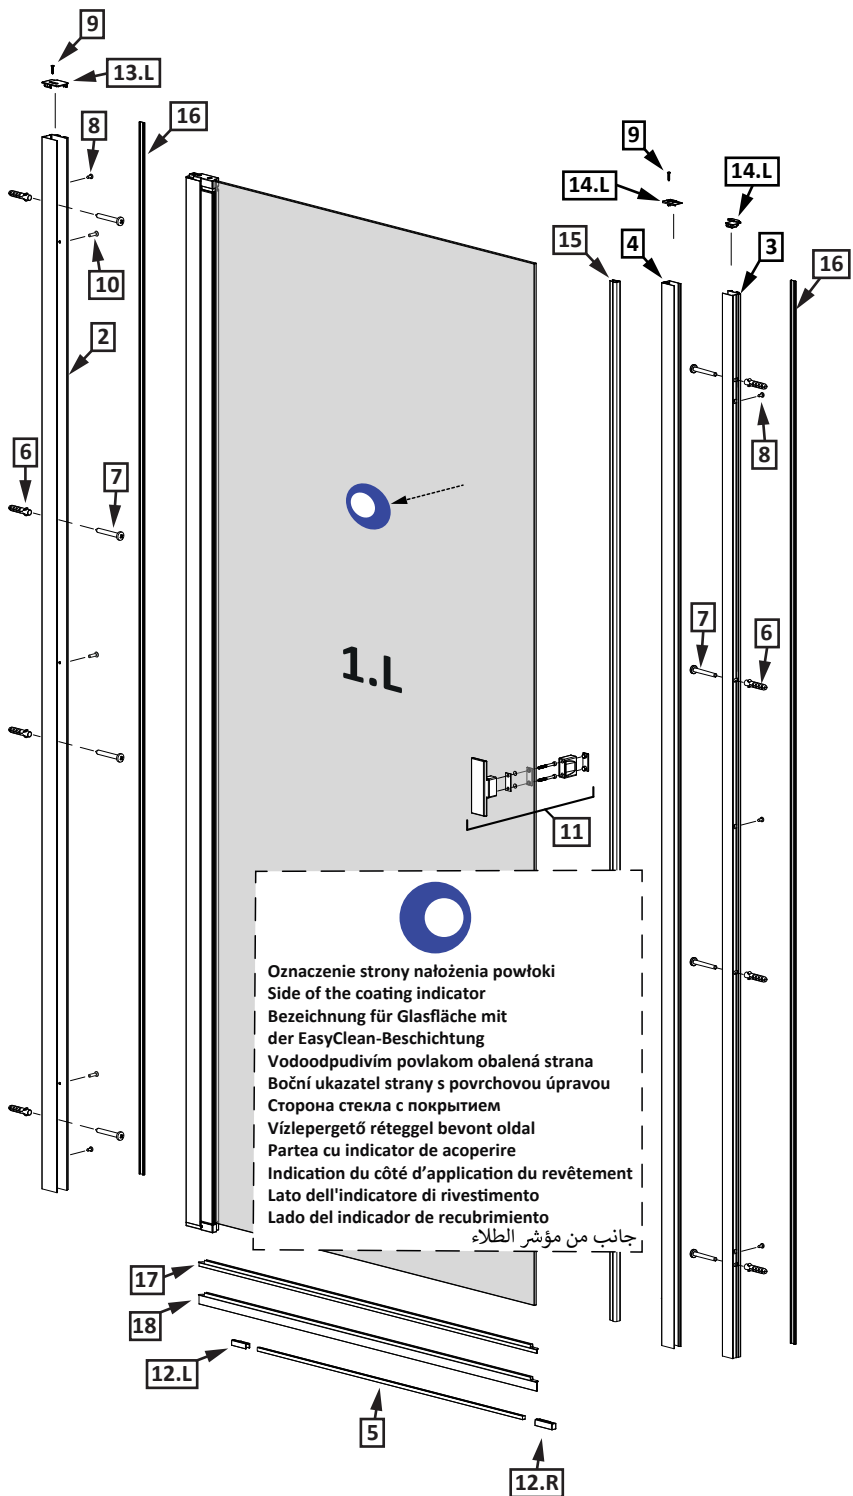 9
13.L
8
16
9
14.L
14.L
15
4
3
16
10
2
8
6
7
7
6
1.L
11
Oznaczenie strony nałożenia powłoki
Side of the coating indicator
Bezeichnung für Glasfläche mit
der EasyClean-Beschichtung
Vodoodpudivím povlakom obalená strana
Boční ukazatel strany s povrchovou úpravou
Сторона стекла с покрытием
Vízlepergető réteggel bevont oldal
Partea cu indicator de acoperire
Indication du côté d’application du revêtement
Lato dell'indicatore di rivestimento
Lado del indicador de recubrimiento
جانب من مؤشر الطلاء
17
18
12.L
5
12.R